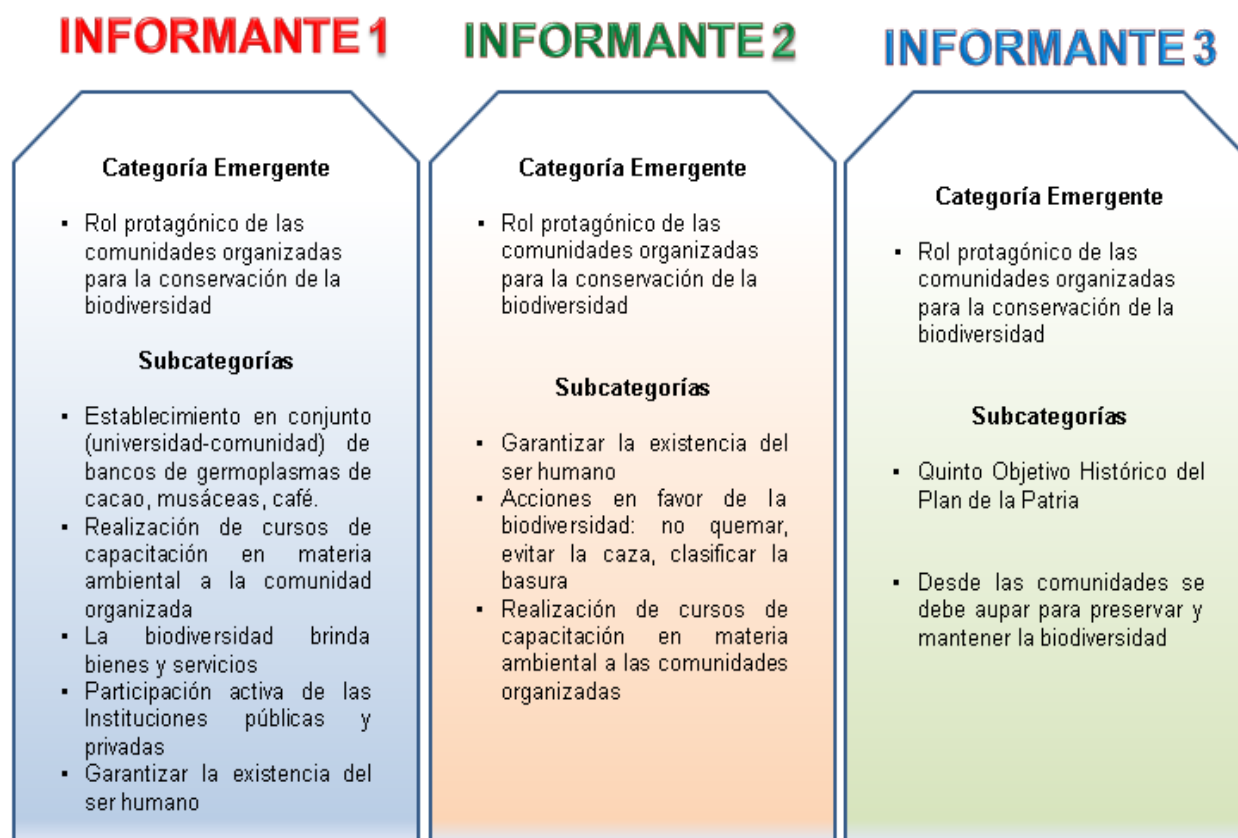 INFORMANTE 1
Categoría Emergente
▪ Rol protagónico de las
comunidades organizadas
para la conservación de la
biodiversidad
Subcategorías
▪ Establecimiento en conjunto
(universidad-comunidad) de
bancos de germoplasmas de
cacao, musáceas, café.
▪ Realización de cursos de
capacitación en materia
ambiental a la comunidad
organizada
▪ La biodiversidad brinda
bienes y servicios
▪ Participación activa de las
Instituciones públicas y
privadas
▪ Garantizar la existencia del
ser humano
INFORMANTE 2
Categoría Emergente
▪ Rol protagónico de las
comunidades organizadas
para la conservación de la
biodiversidad
Subcategorías
▪ Garantizar la existencia del
ser humano
▪ Acciones en favor de la
biodiversidad: no quemar,
evitar la caza, clasificar la
basura
▪ Realización de cursos de
capacitación en materia
ambiental a las comunidades
organizadas
INFORMANTE 3
Categoría Emergente
▪ Rol protagónico de las
comunidades organizadas
para la conservación de la
biodiversidad
Subcategorías
▪ Quinto Objetivo Histórico del
Plan de la Patria
▪ Desde las comunidades se
debe aupar para preservar y
mantener la biodiversidad